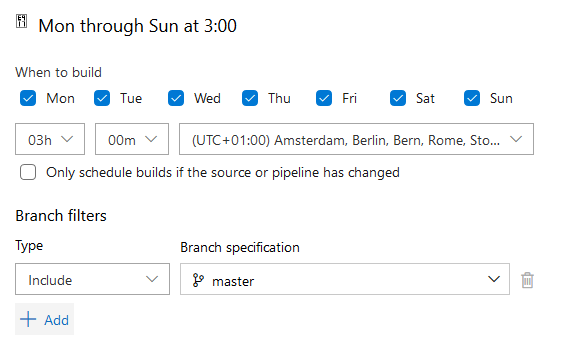 Mon through Sun at 3:00
When to build
Mon Tue Wed Thu Fri Sat Sun
03h 00m (UTC+01:00) Amsterdam, Berlin, Bern, Rome, Sto...
Only schedule builds if the source or pipeline has changed
Branch filters
Type Branch specification
Include master
Add